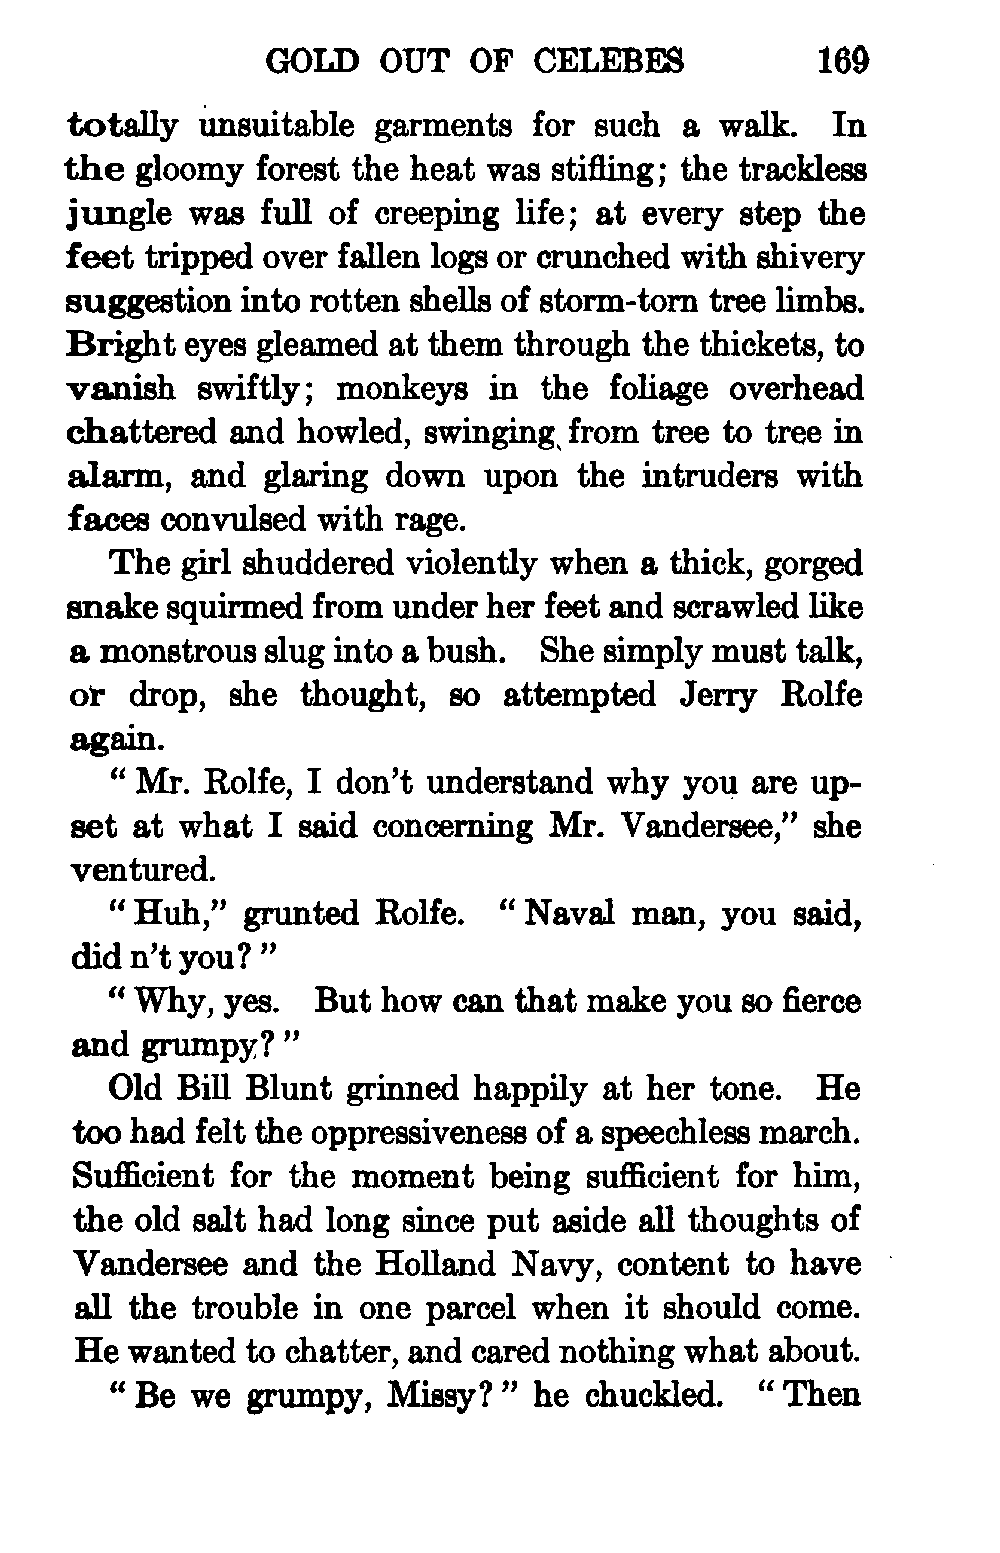 GOLD OUT OF CELEBES 169
totally unsuitable garments for such a walk. In
the gloomy forest the heat was stifling; the trackless
jungle was full of creeping life; at every step the
feet tripped over fallen logs or crunched with shivery
suggestion into rotten shells of storm-torn tree limbs.
Bright eyes gleamed at them through the thickets, to
vanish swiftly; monkeys in the foliage overhead
chattered and howled, swinging from tree to tree in
alarm, and glaring down upon the intruders with
faces convulsed with rage.
The girl shuddered violently when a thick, gorged
snake squirmed from under her feet and scrawled like
a monstrous slug into a bush. She simply must talk,
or drop, she thought, so attempted Jerry Rolfe
again.
“ Mr. Rolfe, I don’t understand why you are up-
set at what I said concerning Mr. Vandersee,” she
ventured.
“ Huh,” grunted Rolfe. “ Naval man, you said,
did n’t you? ”
“ Why, yes. But how can that make you so fierce
and grumpy? ”
Old Bill Blunt grinned happily at her tone. He
too had felt the oppressiveness of a speechless march.
Sufficient for the moment being sufficient for him,
the old salt had long since put aside all thoughts of
Vandersee and the Holland Navy, content to have
all the trouble in one parcel when it should come.
He wanted to chatter, and cared nothing what about.
“ Be we grumpy, Missy? ” he chuckled. “ Then